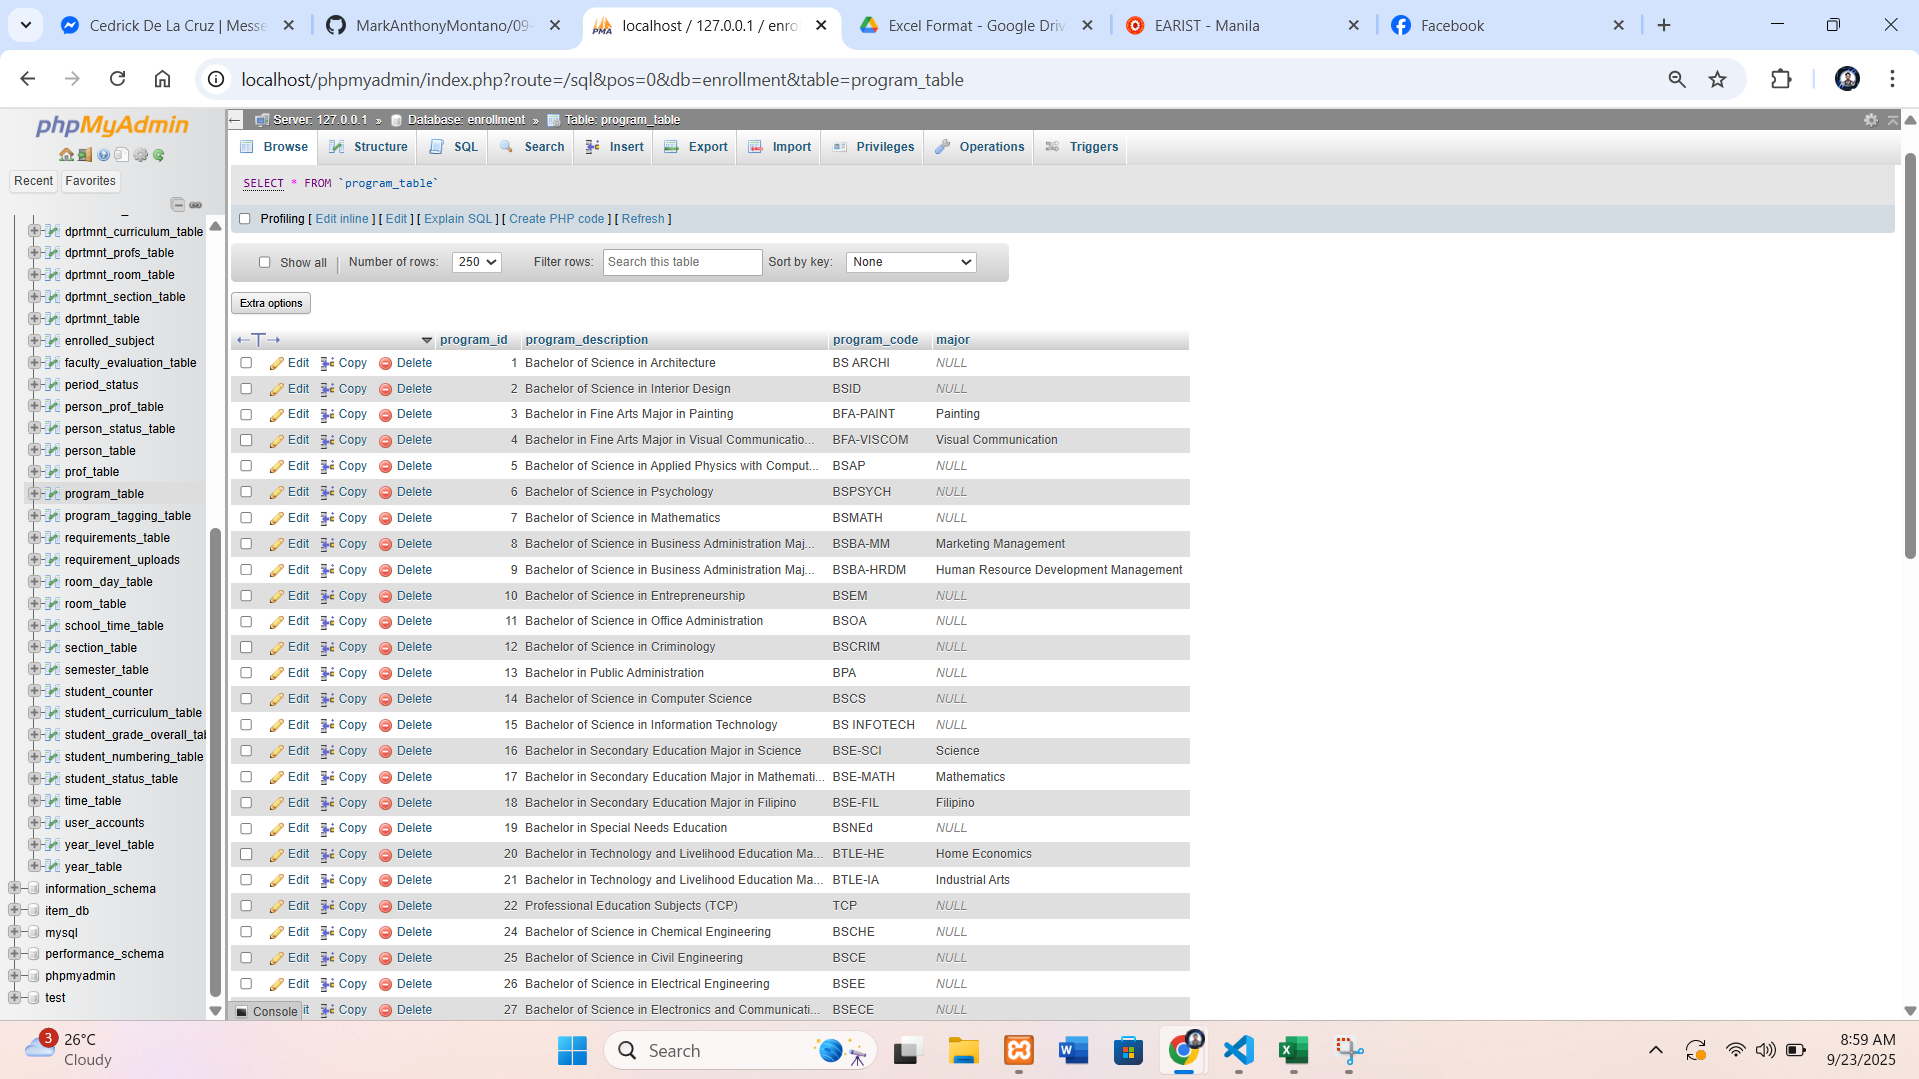 Cedrick De La Cruz | Messe
MarkAnthonyMontano/09-
localhost / 127.0.0.1 / enro
Excel Format - Google Driv
EARIST - Manila
Facebook
localhost/phpmyadmin/index.php?route=/sql&pos=0&db=enrollment&table=program_table
phpMyAdmin
Recent Favorites
dprtmnt_curriculum_table
dprtmnt_profs_table
dprtmnt_room_table
dprtmnt_section_table
dprtmnt_table
enrolled_subject
faculty_evaluation_table
period_status
person_prof_table
person_status_table
person_table
prof_table
program_table
program_tagging_table
requirements_table
requirement_uploads
room_day_table
room_table
school_time_table
section_table
semester_table
student_counter
student_curriculum_table
student_grade_overall_tab
student_numbering_table
student_status_table
time_table
user_accounts
year_level_table
year_table
information_schema
item_db
mysql
performance_schema
phpmyadmin
test
Server: 127.0.0.1 » Database: enrollment » Table: program_table
Browse Structure SQL Search Insert Export Import Privileges Operations Triggers
SELECT * FROM `program_table`
Profiling [ Edit inline ] [ Edit ] [ Explain SQL ] [ Create PHP code ] [ Refresh ]
Show all | Number of rows: 250 Filter rows: Search this table Sort by key: None
Extra options
←T→ program_id program_description program_code major
Edit Copy Delete 1 Bachelor of Science in Architecture BS ARCHI NULL
Edit Copy Delete 2 Bachelor of Science in Interior Design BSID NULL
Edit Copy Delete 3 Bachelor in Fine Arts Major in Painting BFA-PAINT Painting
Edit Copy Delete 4 Bachelor in Fine Arts Major in Visual Communicatio... BFA-VISCOM Visual Communication
Edit Copy Delete 5 Bachelor of Science in Applied Physics with Comput... BSAP NULL
Edit Copy Delete 6 Bachelor of Science in Psychology BSPSYCH NULL
Edit Copy Delete 7 Bachelor of Science in Mathematics BSMATH NULL
Edit Copy Delete 8 Bachelor of Science in Business Administration Maj... BSBA-MM Marketing Management
Edit Copy Delete 9 Bachelor of Science in Business Administration Maj... BSBA-HRDM Human Resource Development Management
Edit Copy Delete 10 Bachelor of Science in Entrepreneurship BSEM NULL
Edit Copy Delete 11 Bachelor of Science in Office Administration BSOA NULL
Edit Copy Delete 12 Bachelor of Science in Criminology BSCRIM NULL
Edit Copy Delete 13 Bachelor in Public Administration BPA NULL
Edit Copy Delete 14 Bachelor of Science in Computer Science BSCS NULL
Edit Copy Delete 15 Bachelor of Science in Information Technology BS INFOTECH NULL
Edit Copy Delete 16 Bachelor in Secondary Education Major in Science BSE-SCI Science
Edit Copy Delete 17 Bachelor in Secondary Education Major in Mathemati... BSE-MATH Mathematics
Edit Copy Delete 18 Bachelor in Secondary Education Major in Filipino BSE-FIL Filipino
Edit Copy Delete 19 Bachelor in Special Needs Education BSNEd NULL
Edit Copy Delete 20 Bachelor in Technology and Livelihood Education Ma... BTLE-HE Home Economics
Edit Copy Delete 21 Bachelor in Technology and Livelihood Education Ma... BTLE-IA Industrial Arts
Edit Copy Delete 22 Professional Education Subjects (TCP) TCP NULL
Edit Copy Delete 24 Bachelor of Science in Chemical Engineering BSCHE NULL
Edit Copy Delete 25 Bachelor of Science in Civil Engineering BSCE NULL
Edit Copy Delete 26 Bachelor of Science in Electrical Engineering BSEE NULL
Console it Copy Delete 27 Bachelor of Science in Electronics and Communicati... BSECE NULL
3
26°C
Cloudy
Search
8:59 AM
9/23/2025